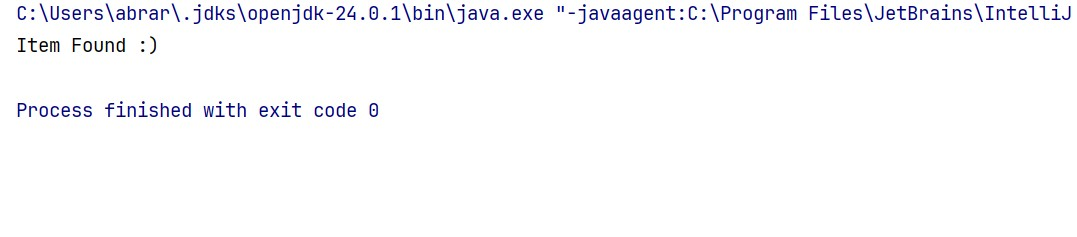 C:\Users\abrar\.jdks\openjdk-24.0.1\bin\java.exe "-javaagent:C:\Program Files\JetBrains\IntelliJ
Item Found :)
Process finished with exit code 0